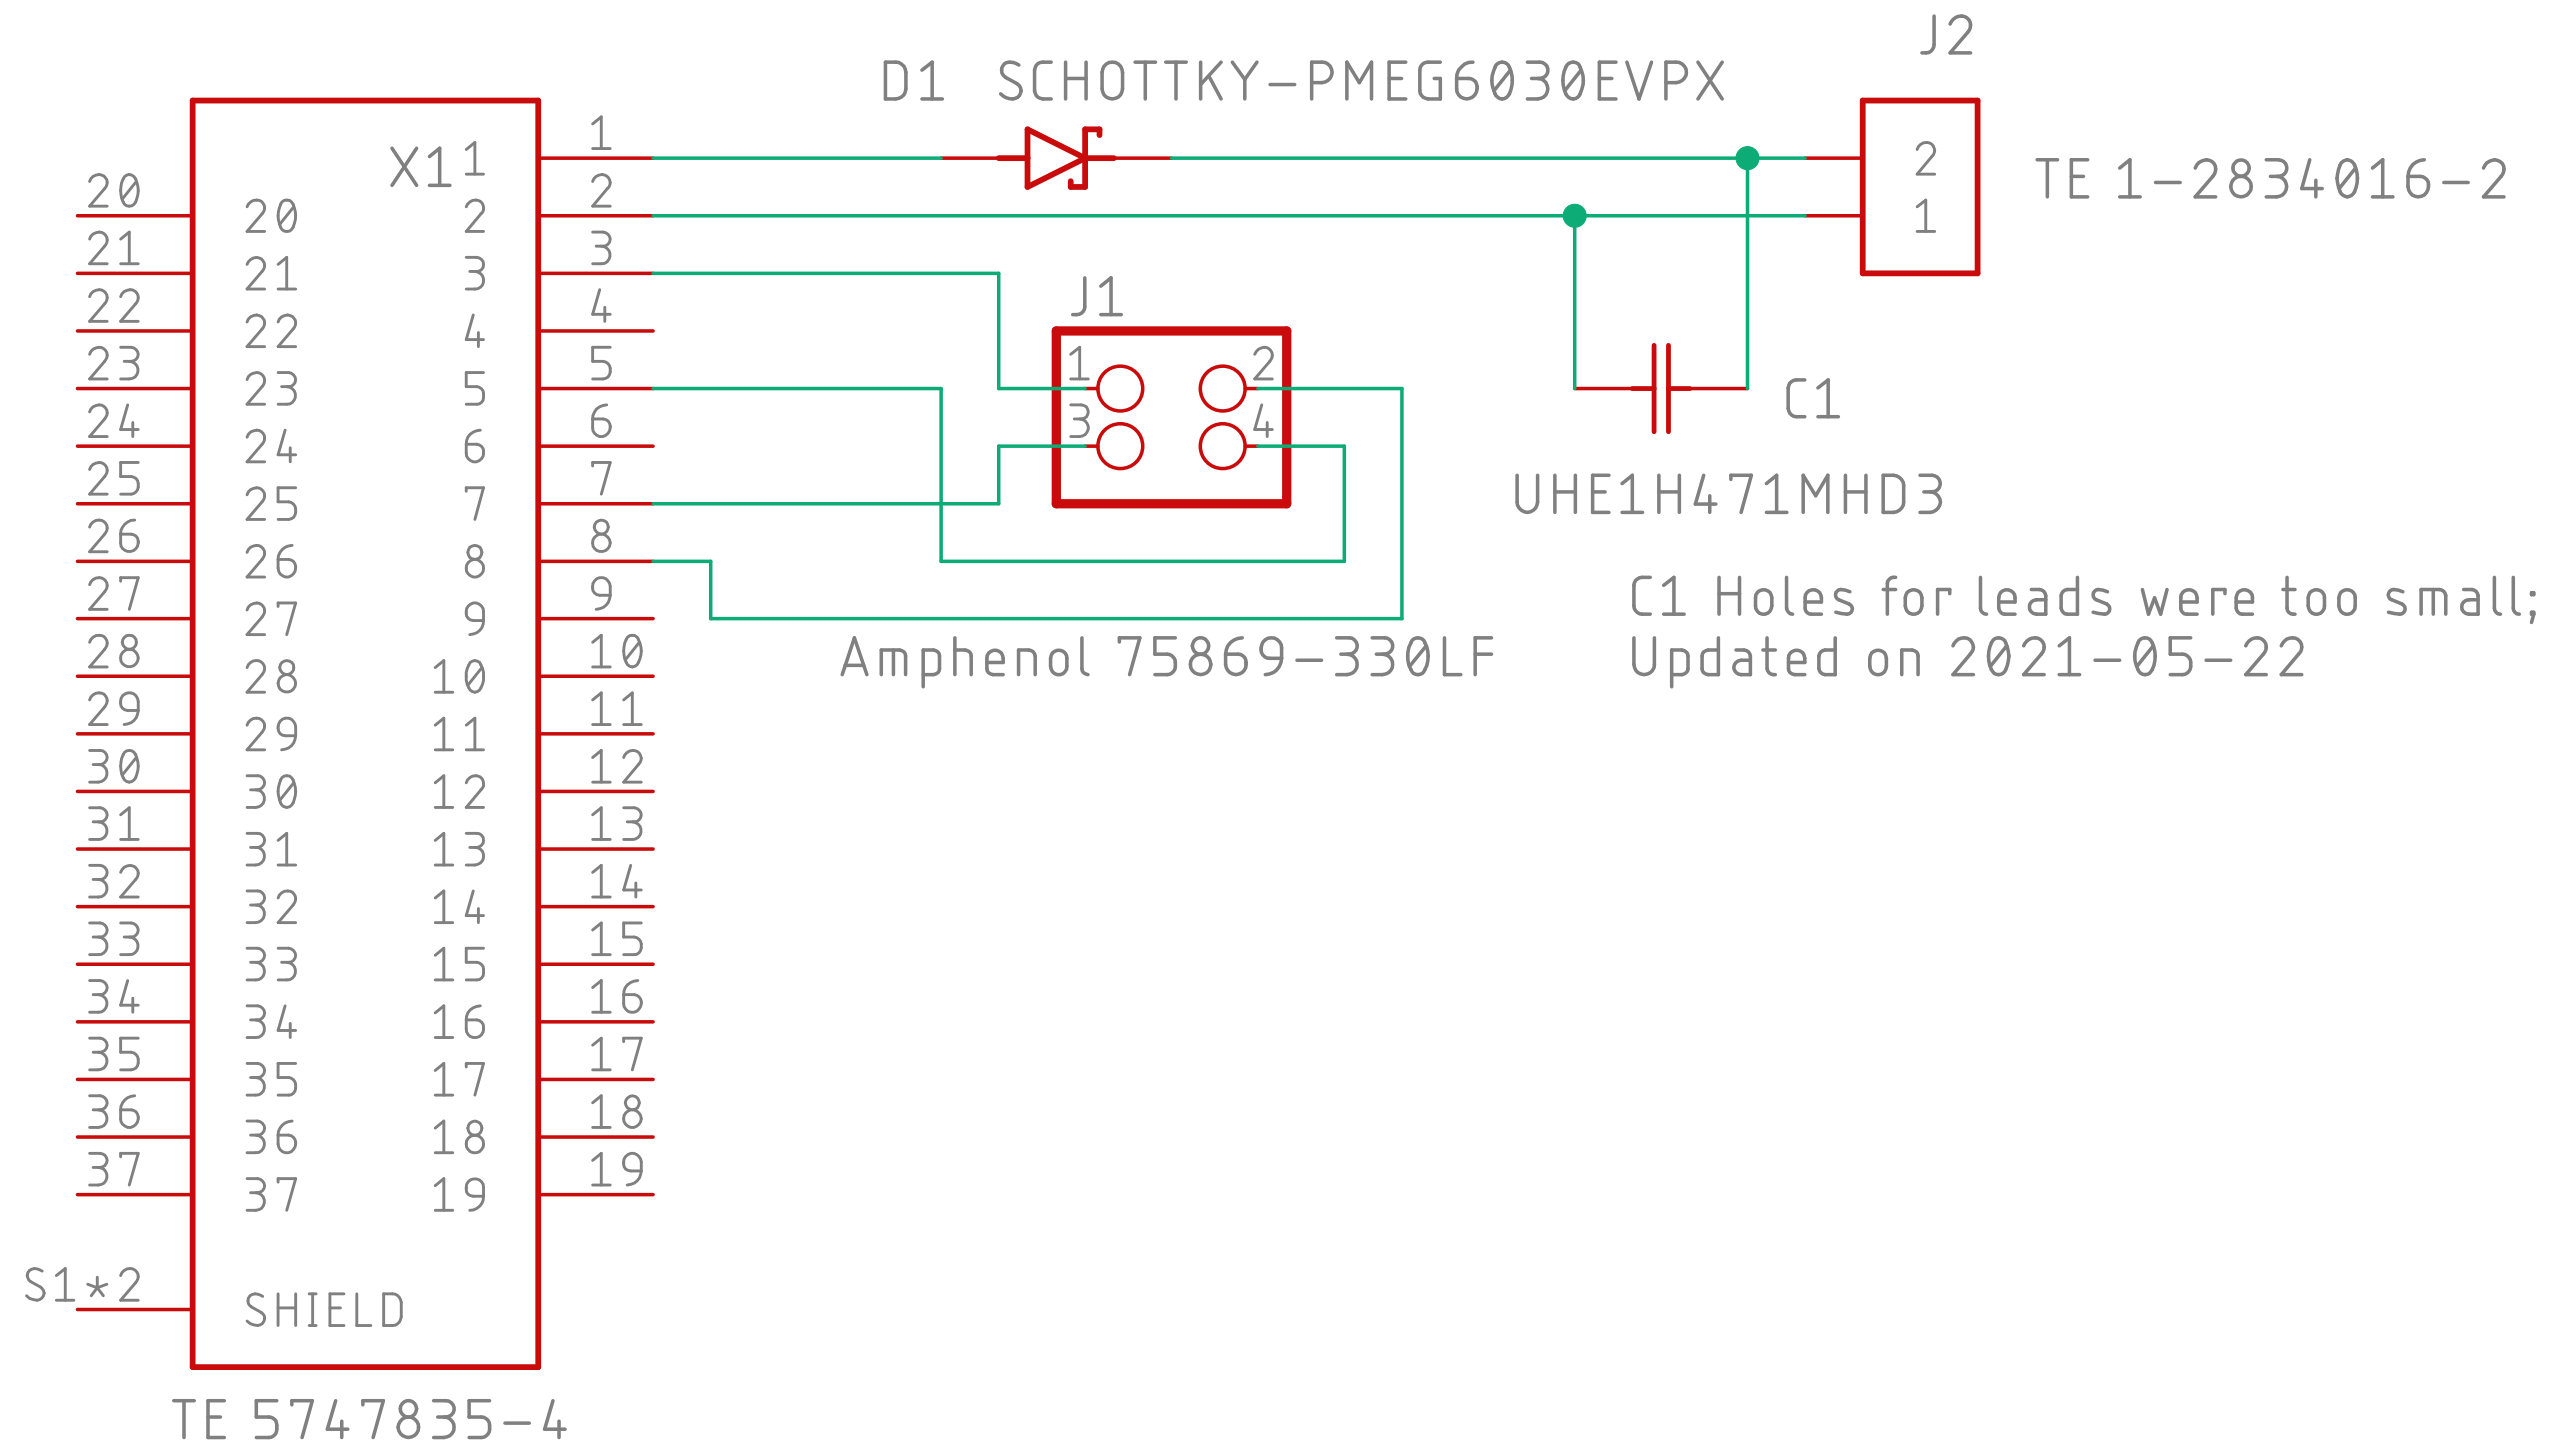 J2
D1 SCHOTTKY-PMEG6030EVPX
X1 1 1
2
TE 1-2834016-2
1
20 20 2 2
21 21 3 3
J1
22 22 4 4
23 23 5 5
1 2
C1
24 24 6 6
3 4
25 25 7 7
UHE1H471MHD3
26 26 8 8
27 27 9 9
C1 Holes for leads were too small;
Updated on 2021-05-22
Amphenol 75869-330LF
28 28 10 10
29 29 11 11
30 30 12 12
31 31 13 13
32 32 14 14
33 33 15 15
34 34 16 16
35 35 17 17
36 36 18 18
37 37 19 19
S1*2 SHIELD
TE 5747835-4